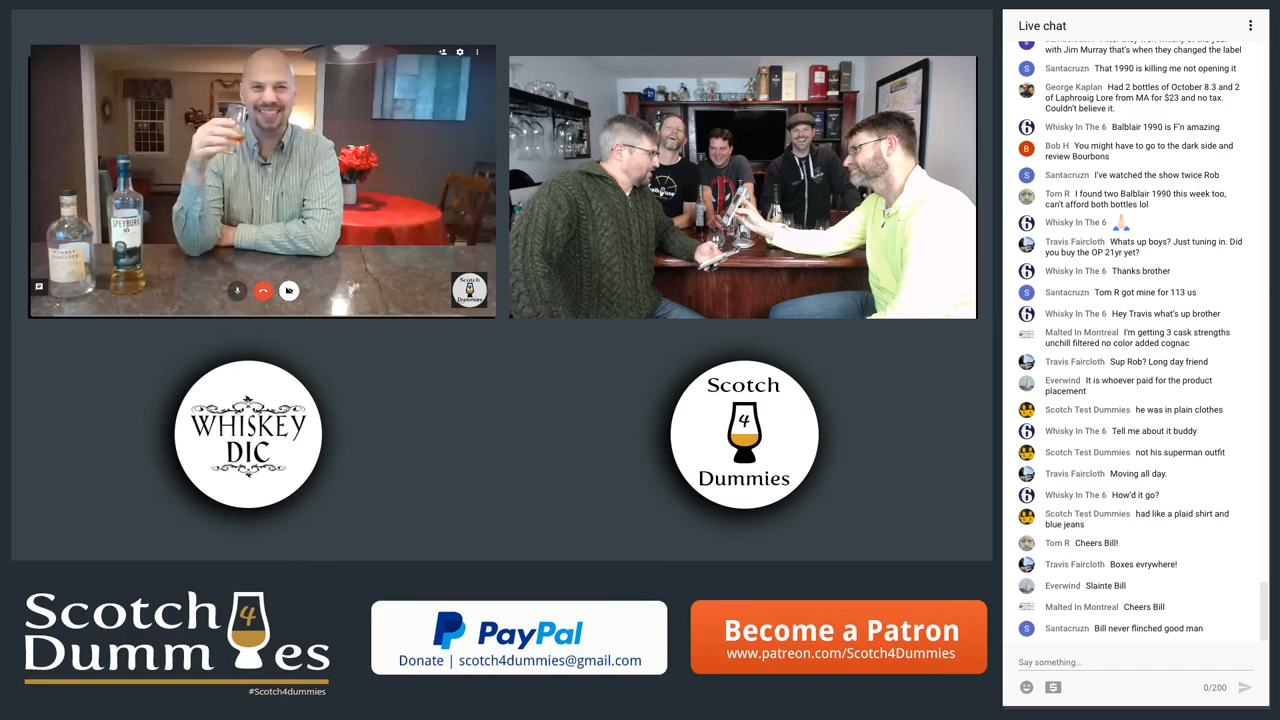 SPEYBURN
Scotch
4
Dummies
WHISKEY
DIC
Scotch
4
Dummies
Scotch
4
Dummies
#Scotch4dummies
PayPal
Donate | scotch4dummies@gmail.com
Become a Patron
www.patreon.com/Scotch4Dummies
Live chat
with Jim Murray that's when they changed the label
Santacruzn That 1990 is killing me not opening it
George Kaplan Had 2 bottles of October 8.3 and 2
of Laphroaig Lore from MA for $23 and no tax.
Couldn't believe it.
Whisky In The 6 Balblair 1990 is F'n amazing
Bob H You might have to go to the dark side and
review Bourbons
Santacruzn I've watched the show twice Rob
Tom R I found two Balblair 1990 this week too,
can't afford both bottles lol
Whisky In The 6 🙏🏻
Travis Faircloth Whats up boys? Just tuning in. Did
you buy the OP 21yr yet?
Whisky In The 6 Thanks brother
Santacruzn Tom R got mine for 113 us
Whisky In The 6 Hey Travis what's up brother
Malted In Montreal I'm getting 3 cask strengths
unchill filtered no color added cognac
Travis Faircloth Sup Rob? Long day friend
Everwind It is whoever paid for the product
placement
Scotch Test Dummies he was in plain clothes
Whisky In The 6 Tell me about it buddy
Scotch Test Dummies not his superman outfit
Travis Faircloth Moving all day.
Whisky In The 6 How'd it go?
Scotch Test Dummies had like a plaid shirt and
blue jeans
Tom R Cheers Bill!
Travis Faircloth Boxes evrywhere!
Everwind Slainte Bill
Malted In Montreal Cheers Bill
Santacruzn Bill never flinched good man
Say something...
0/200